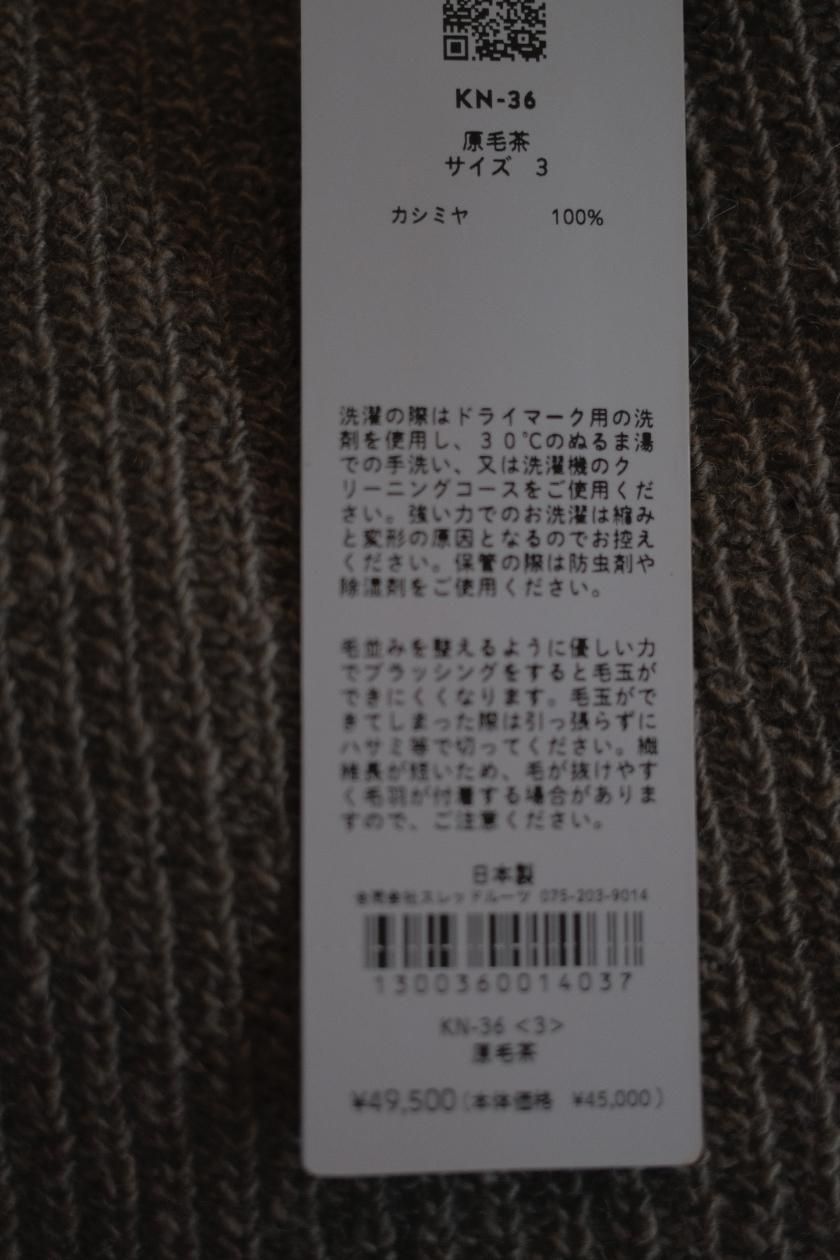 KN-36
原毛茶
サイズ 3
カシミヤ 100%
洗濯の際はドライマーク用の洗
剤を使用し、30℃のぬるま湯
での手洗い、又は洗濯機のク
リーニングコースをご使用くだ
さい。強い力でのお洗濯は縮み
と変形の原因となるのでお控え
ください。保管の際は防虫剤や
除湿剤をご使用ください。
毛並みを整えるように優しい力
でブラッシングをすると毛玉が
できにくくなります。毛玉がで
きてしまった際は引っ張らずに
ハサミ等で切ってください。繊
維長が短いため、毛が抜けやす
く毛羽が付着する場合がありま
すので、ご注意ください。
日本製
合同会社スレッドルーツ 075-203-9014
1300360014037
KN-36 <3>
原毛茶
¥49,500(本体価格 ¥45,000)